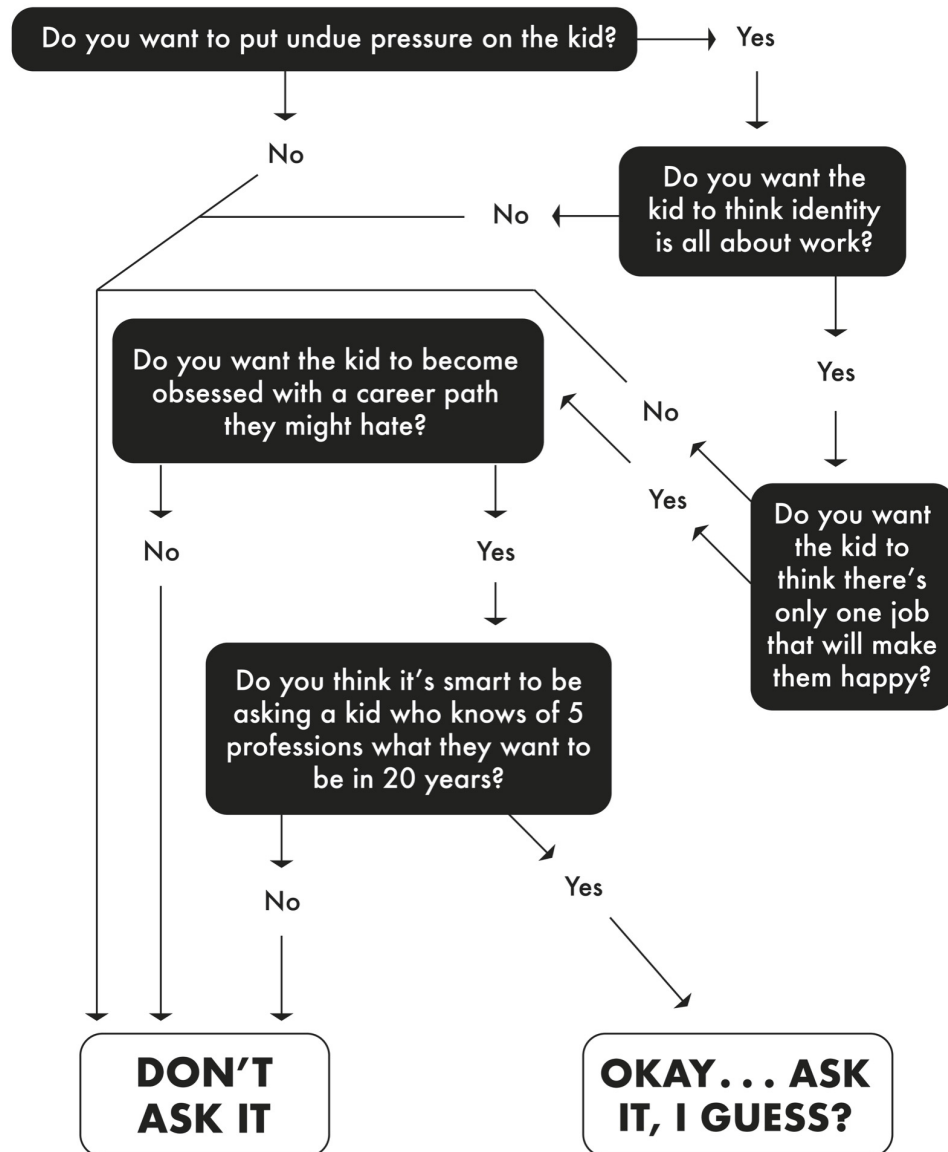 Do you want to put undue pressure on the kid?
Yes
No
Do you want the
kid to think identity
is all about work?
No
Yes
Do you want
the kid to
think there's
only one job
that will make
them happy?
No
Yes
Do you want the kid to become
obsessed with a career path
they might hate?
No
Yes
Do you think it's smart to be
asking a kid who knows of 5
professions what they want to
be in 20 years?
No
Yes
DON'T
ASK IT
OKAY... ASK
IT, I GUESS?